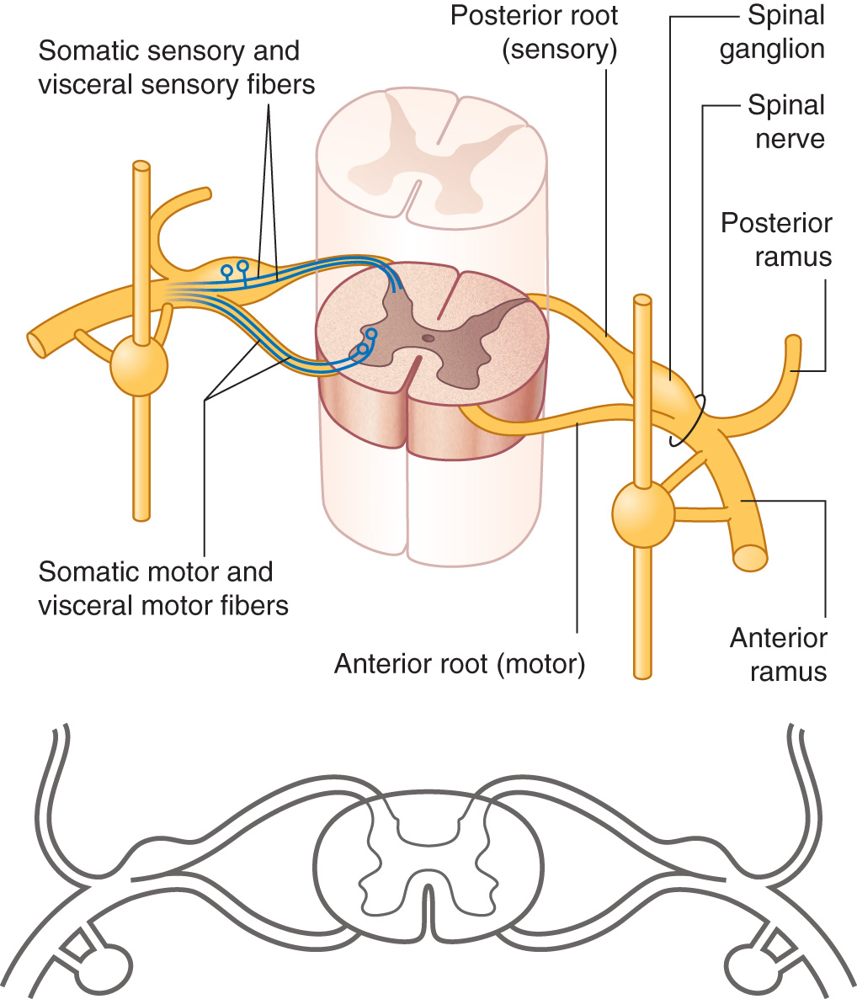 Posterior root
(sensory)
Spinal
ganglion
Somatic sensory and
visceral sensory fibers
Spinal
nerve
Posterior
ramus
Somatic motor and
visceral motor fibers
Anterior root (motor)
Anterior
ramus